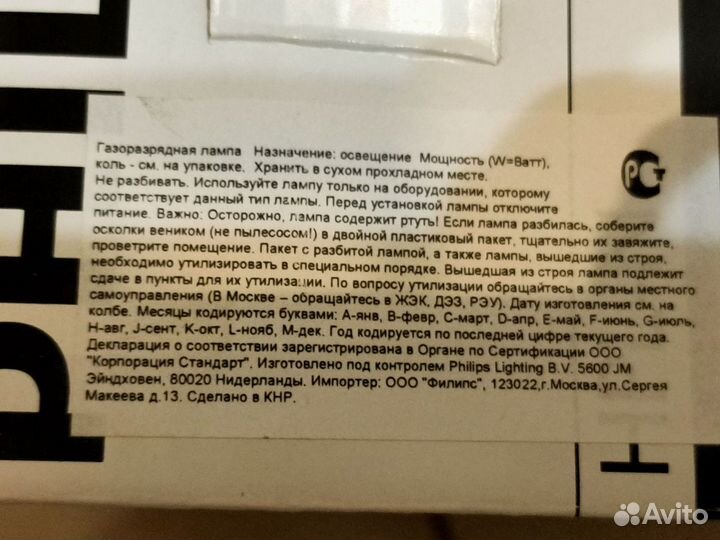 PHIL
Газоразрядная лампа Назначение: освещение Мощность (W=Ватт),
коль - см. на упаковке. Хранить в сухом прохладном месте.
Не разбивать. Используйте лампу только на оборудовании, которому
соответствует данный тип лампы. Перед установкой лампы отключите
питание. Важно: Осторожно, лампа содержит ртуть! Если лампа разбилась, соберите
осколки веником (не пылесосом!) в двойной пластиковый пакет, тщательно их завяжите,
проветрите помещение. Пакет с разбитой лампой, а также лампы, вышедшие из строя,
необходимо утилизировать в специальном порядке. Вышедшая из строя лампа подлежит
сдаче в пункты для их утилизации. По вопросу утилизации обращайтесь в органы местного
самоуправления (В Москве – обращайтесь в ЖЭК, ДЭЗ, РЭУ). Дату изготовления см. на
колбе. Месяцы кодируются буквами: A-янв, B-февр, C-март, D-апр, E-май, F-июнь, G-июль,
H-авг, J-сент, K-окт, L-нояб, M-дек. Год кодируется по последней цифре текущего года.
Декларация о соответствии зарегистрирована в Органе по Сертификации ООО
"Корпорация Стандарт". Изготовлено под контролем Philips Lighting B.V. 5600 JM
Эйндховен, 80020 Нидерланды. Импортер: ООО "Филипс", 123022,г.Москва,ул.Сергея
Макеева д.13. Сделано в КНР.
РСТ
Avito